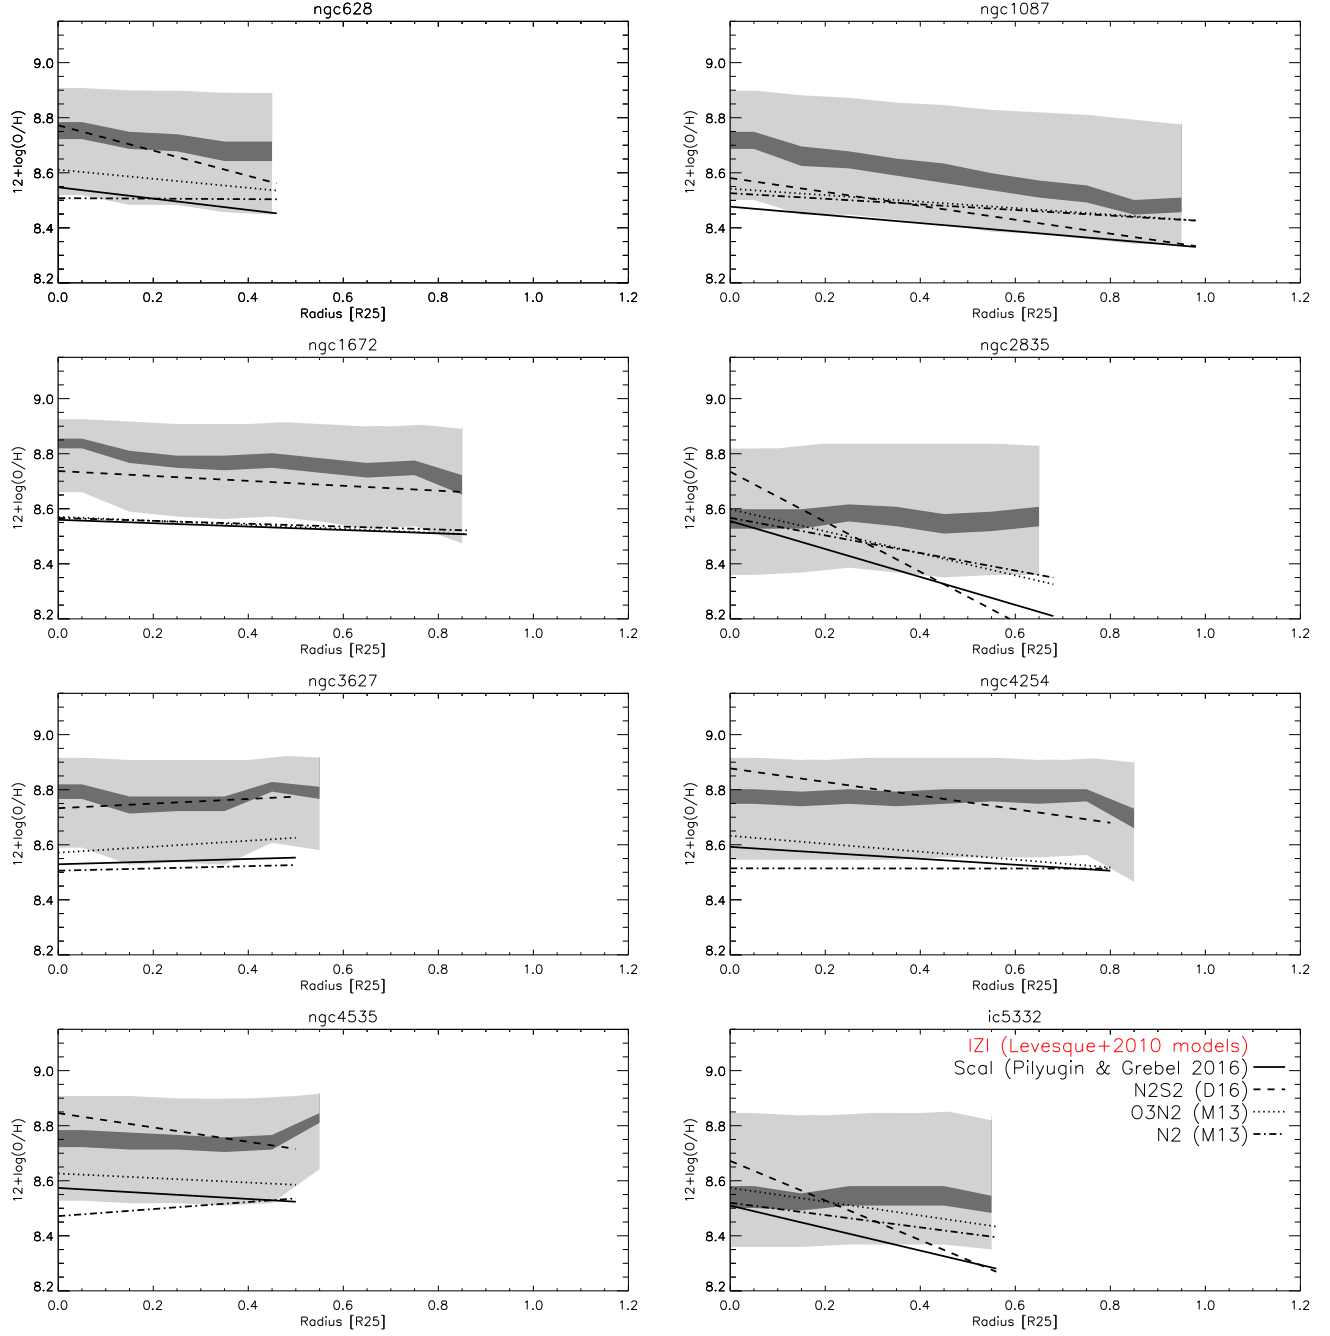 ngc628
12+log(O/H)
9.0
8.8
8.6
8.4
8.2
0.0 0.2 0.4 0.6 0.8 1.0 1.2
Radius [R25]
ngc1087
12+log(O/H)
9.0
8.8
8.6
8.4
8.2
0.0 0.2 0.4 0.6 0.8 1.0 1.2
Radius [R25]
ngc1672
12+log(O/H)
9.0
8.8
8.6
8.4
8.2
0.0 0.2 0.4 0.6 0.8 1.0 1.2
Radius [R25]
ngc2835
12+log(O/H)
9.0
8.8
8.6
8.4
8.2
0.0 0.2 0.4 0.6 0.8 1.0 1.2
Radius [R25]
ngc3627
12+log(O/H)
9.0
8.8
8.6
8.4
8.2
0.0 0.2 0.4 0.6 0.8 1.0 1.2
Radius [R25]
ngc4254
12+log(O/H)
9.0
8.8
8.6
8.4
8.2
0.0 0.2 0.4 0.6 0.8 1.0 1.2
Radius [R25]
ngc4535
12+log(O/H)
9.0
8.8
8.6
8.4
8.2
0.0 0.2 0.4 0.6 0.8 1.0 1.2
Radius [R25]
ic5332
IZI (Levesque+2010 models)
Scal (Pilyugin & Grebel 2016)
N2S2 (D16)
O3N2 (M13)
N2 (M13)
12+log(O/H)
9.0
8.8
8.6
8.4
8.2
0.0 0.2 0.4 0.6 0.8 1.0 1.2
Radius [R25]